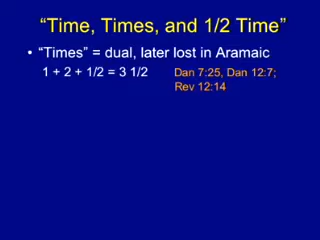 “Time, Times, and 1/2 Time”
• “Times” = dual, later lost in Aramaic
1 + 2 + 1/2 = 3 1/2 Dan 7:25, Dan 12:7;
Rev 12:14